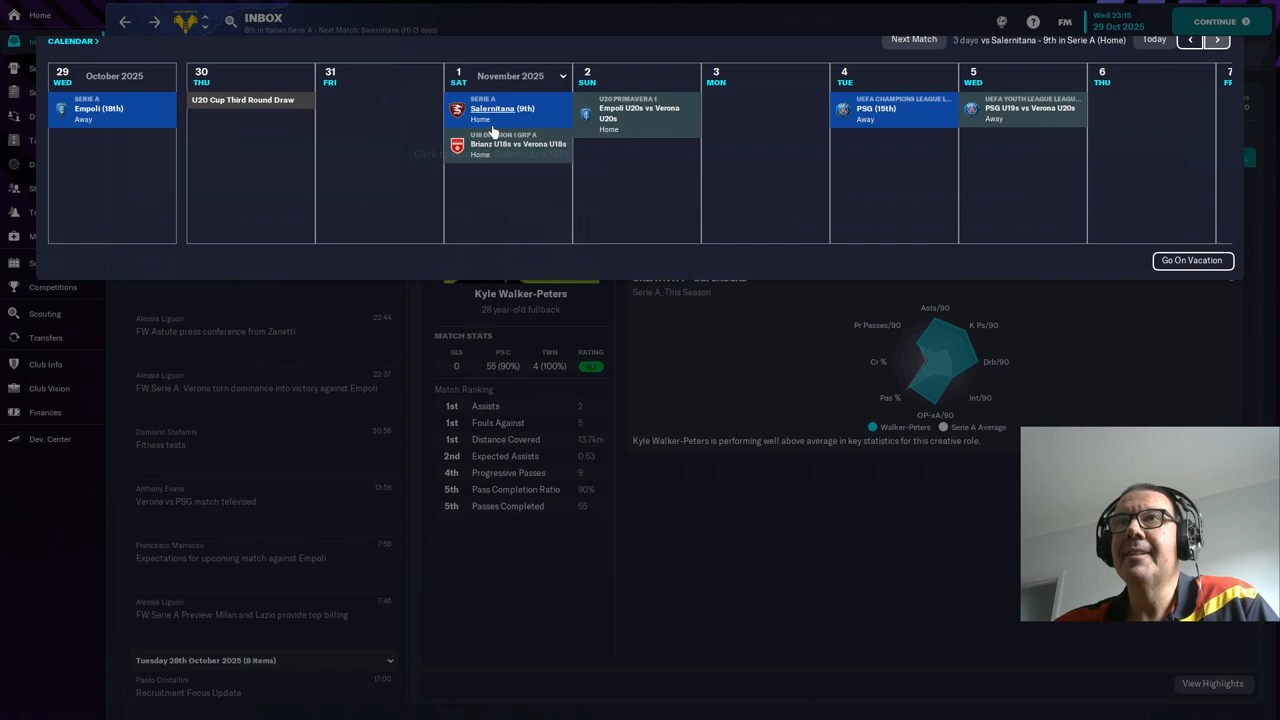 Home
INBOX
8th in Italian Serie A - Next Match: Salernitana (H) (3 days)
FM
Wed 23:15
29 Oct 2025
CONTINUE
CALENDAR
Next Match
3 days vs Salernitana - 9th in Serie A (Home)
Today
29
WED
October 2025
30
THU
31
FRI
1
SAT
November 2025
2
SUN
3
MON
4
TUE
5
WED
6
THU
7
SERIE A
Empoli (18th)
Away
U20 Cup Third Round Draw
SERIE A
Salernitana (9th)
Home
Brianz U18s vs Verona U18s
Home
U20 PRIMAVERA 1
Empoli U20s vs Verona
U20s
Home
UEFA CHAMPIONS LEAGUE L...
PSG (15th)
Away
UEFA YOUTH LEAGUE LEAGUE...
PSG U19s vs Verona U20s
Away
Go On Vacation
Competitions
Scouting
Transfers
Club Info
Club Vision
Finances
Dev. Center
Alessia Liguori
22:44
FW:Astute press conference from Zanetti
Alessia Liguori
22:37
FW:Serie A: Verona turn dominance into victory against Empoli
Damiano Stefanini
20:56
Fitness tests
Anthony Evans
13:58
Verona vs PSG match televised
Francesco Marroccu
7:56
Expectations for upcoming match against Empoli
Alessia Liguori
7:46
FW:Serie A Preview: Milan and Lazio provide top billing
Tuesday 28th October 2025 (8 items)
Paolo Cristallini
17:00
Recruitment Focus Update
Kyle Walker-Peters
28 year-old fullback
MATCH STATS
GLS
PS C
TWN
RATING
0
55 (90%)
4 (100%)
Match Ranking
1st Assists 2
1st Fouls Against 5
1st Distance Covered 13.7km
2nd Expected Assists 0.53
4th Progressive Passes 9
5th Pass Completion Ratio 90%
5th Passes Completed 55
Serie A, This Season
Asts/90
Pr Passes/90
K Ps/90
Cr %
Drb/90
Pas %
Int/90
OP-xA/90
Walker-Peters
Serie A Average
Kyle Walker-Peters is performing well above average in key statistics for this creative role.
View Highlights